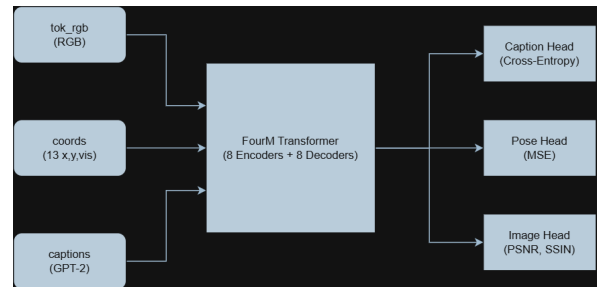 tok_rgb
(RGB)
coords
(13 x,y,vis)
captions
(GPT-2)
FourM Transformer
(8 Encoders + 8 Decoders)
Caption Head
(Cross-Entropy)
Pose Head
(MSE)
Image Head
(PSNR, SSIN)